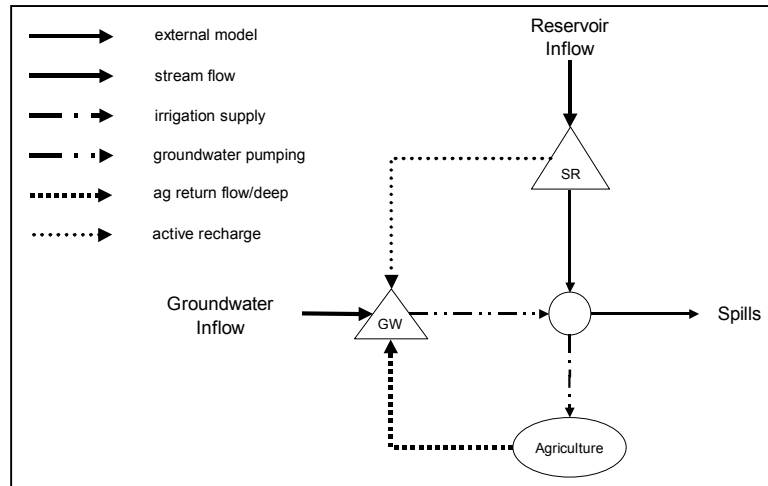 external model
stream flow
irrigation supply
groundwater pumping
ag return flow/deep
active recharge
Reservoir
Inflow
SR
Groundwater
Inflow
GW
Spills
Agriculture